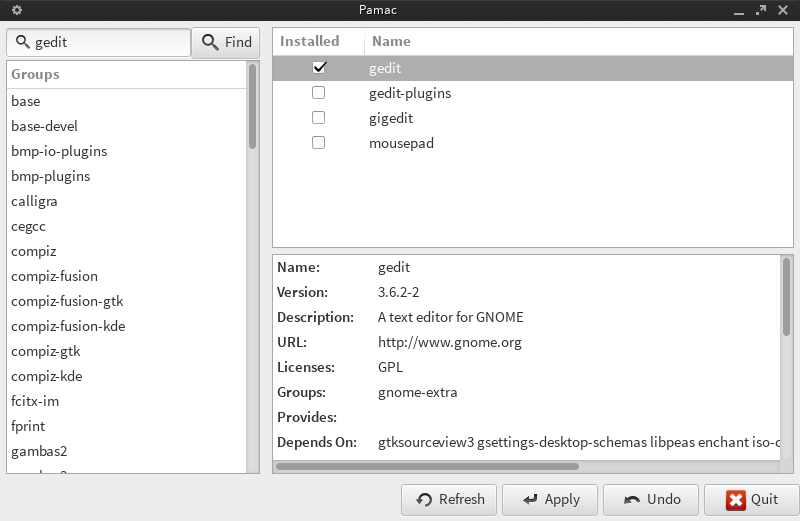 Pamac
gedit
Find
Groups
base
base-devel
bmp-io-plugins
bmp-plugins
calligra
cegcc
compiz
compiz-fusion
compiz-fusion-gtk
compiz-fusion-kde
compiz-gtk
compiz-kde
fcitx-im
fprint
gambas2
Installed Name
gedit
gedit-plugins
gigedit
mousepad
Name: gedit
Version: 3.6.2-2
Description: A text editor for GNOME
URL: http://www.gnome.org
Licenses: GPL
Groups: gnome-extra
Provides:
Depends On: gtksourceview3 gsettings-desktop-schemas libpeas enchant
Refresh Apply Undo Quit